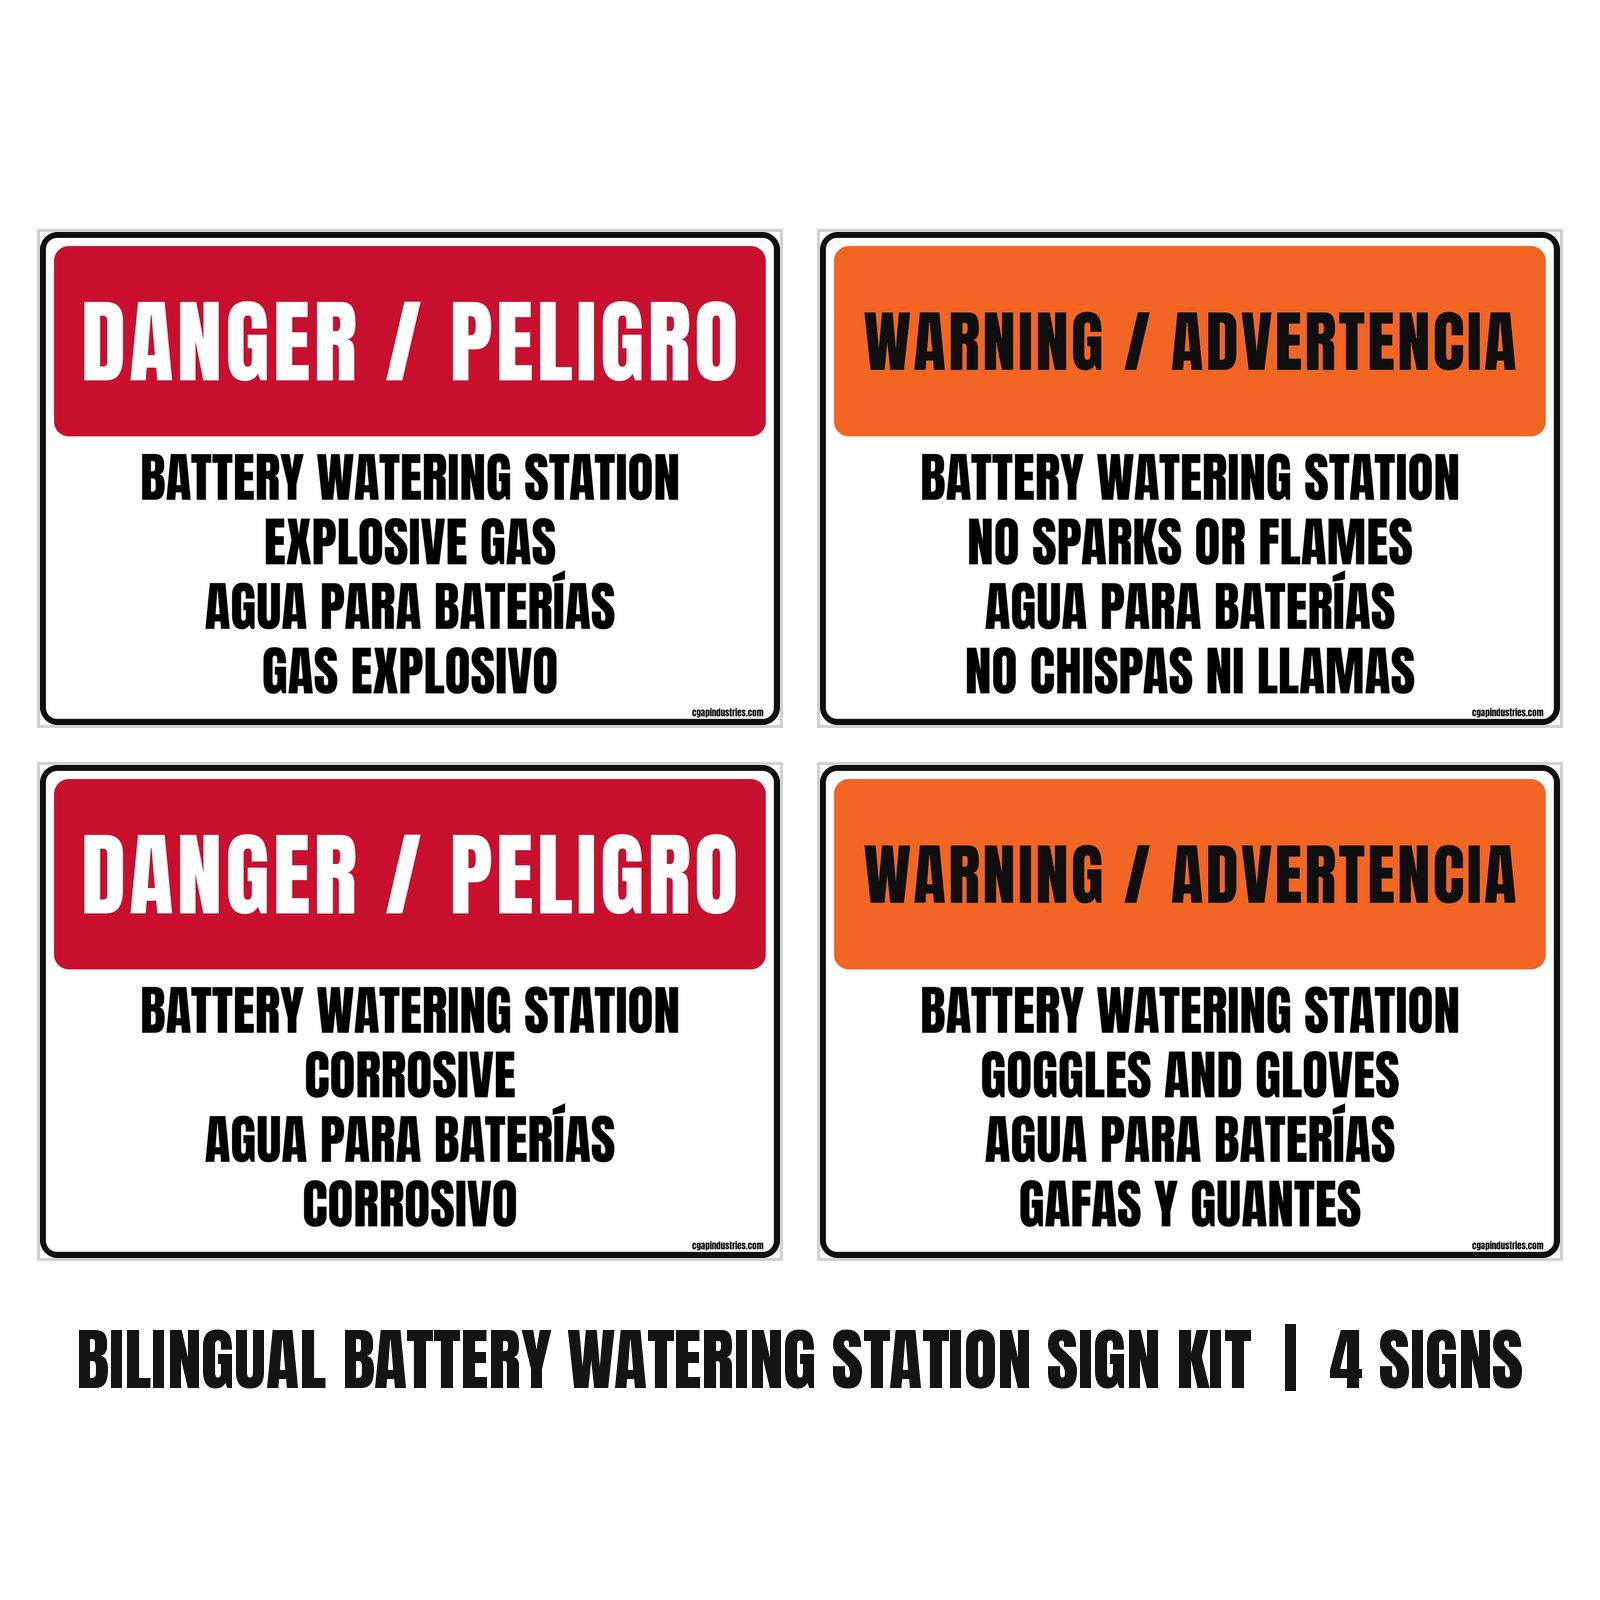 DANGER / PELIGRO
BATTERY WATERING STATION
EXPLOSIVE GAS
AGUA PARA BATERÍAS
GAS EXPLOSIVO
cgapindustries.com
WARNING / ADVERTENCIA
BATTERY WATERING STATION
NO SPARKS OR FLAMES
AGUA PARA BATERÍAS
NO CHISPAS NI LLAMAS
cgapindustries.com
DANGER / PELIGRO
BATTERY WATERING STATION
CORROSIVE
AGUA PARA BATERÍAS
CORROSIVO
cgapindustries.com
WARNING / ADVERTENCIA
BATTERY WATERING STATION
GOGGLES AND GLOVES
AGUA PARA BATERÍAS
GAFAS Y GUANTES
cgapindustries.com
BILINGUAL BATTERY WATERING STATION SIGN KIT | 4 SIGNS